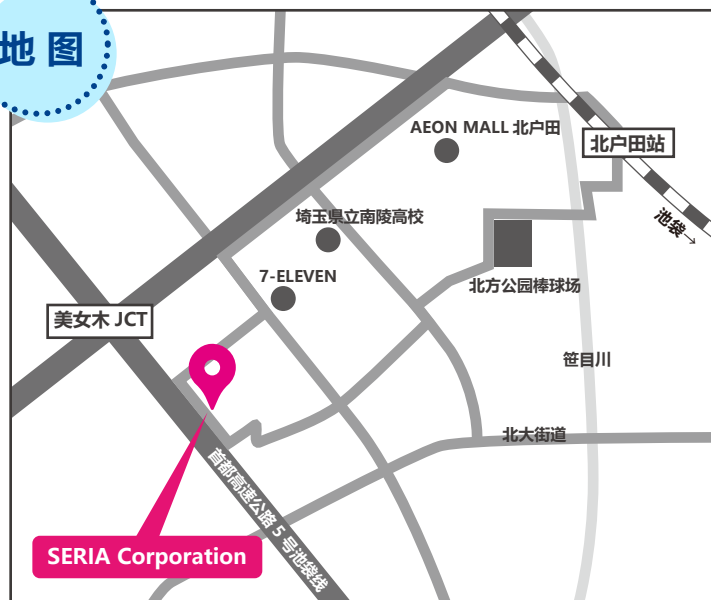 地图
AEON MALL 北户田
北户田站
池袋→
埼玉県立南陵高校
7-ELEVEN
北方公园棒球场
美女木 JCT
笹目川
北大街道
首都高速公路 5 号池袋线
SERIA Corporation